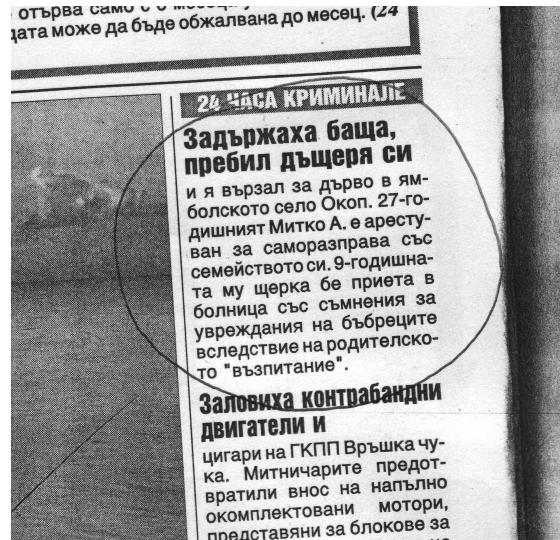 отърва само с 6 месеца у
дата може да бъде обжалвана до месец. (24
24 ЧАСА КРИМИНАЛЕ
Задържаха баща,
пребил дъщеря си
и я вързал за дърво в ям-
болското село Окоп. 27-го-
дишният Митко А. е аресту-
ван за саморазправа със
семейството си. 9-годишна-
та му щерка бе приета в
болница със съмнения за
увреждания на бъбреците
вследствие на родителско-
то "възпитание".
Заловиха контрабандни
двигатели и
цигари на ГКПП Връшка чу-
ка. Митничарите предот-
вратили внос на напълно
окомплектовани мотори,
представяни за блокове за